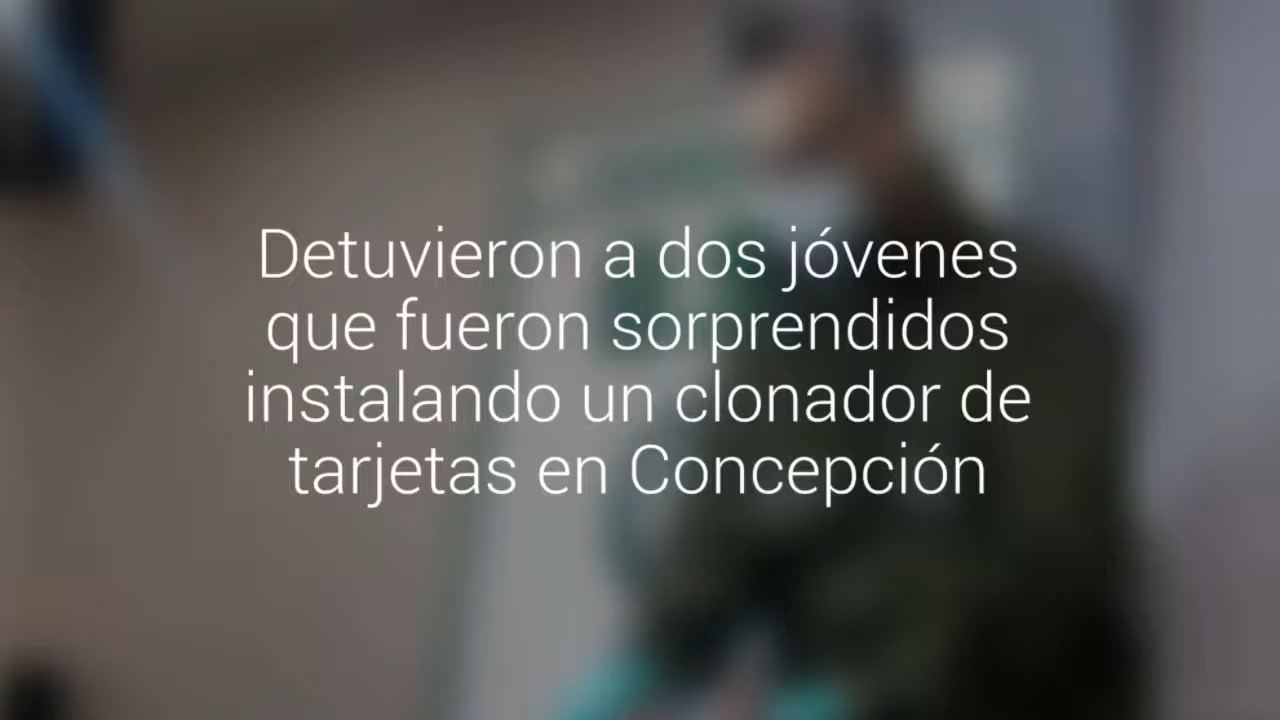 Detuvieron a dos jóvenes
que fueron sorprendidos
instalando un clonador de
tarjetas en Concepción